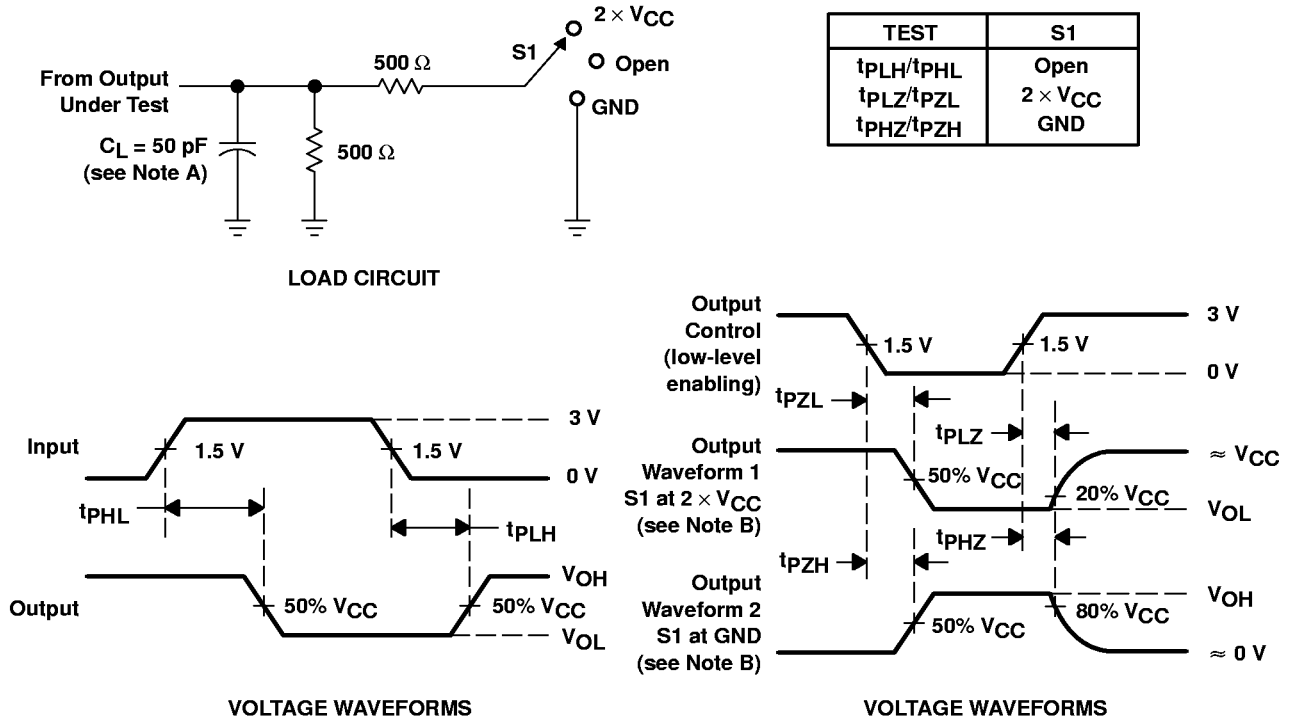 2 × VCC
S1
Open
GND
500 Ω
From Output
Under Test
CL = 50 pF
(see Note A)
500 Ω
LOAD CIRCUIT
TEST S1
tPLH/tPHL Open
tPLZ/tPZL 2 × VCC
tPHZ/tPZH GND
Input
1.5 V
1.5 V
3 V
0 V
tPHL
tPLH
Output
50% VCC
50% VCC
VOH
VOL
VOLTAGE WAVEFORMS
Output
Control
(low-level
enabling)
1.5 V
1.5 V
3 V
0 V
tPZL
tPLZ
Output
Waveform 1
S1 at 2 × VCC
(see Note B)
50% VCC
20% VCC
≈ VCC
VOL
tPZH
tPHZ
Output
Waveform 2
S1 at GND
(see Note B)
50% VCC
80% VCC
VOH
≈ 0 V
VOLTAGE WAVEFORMS